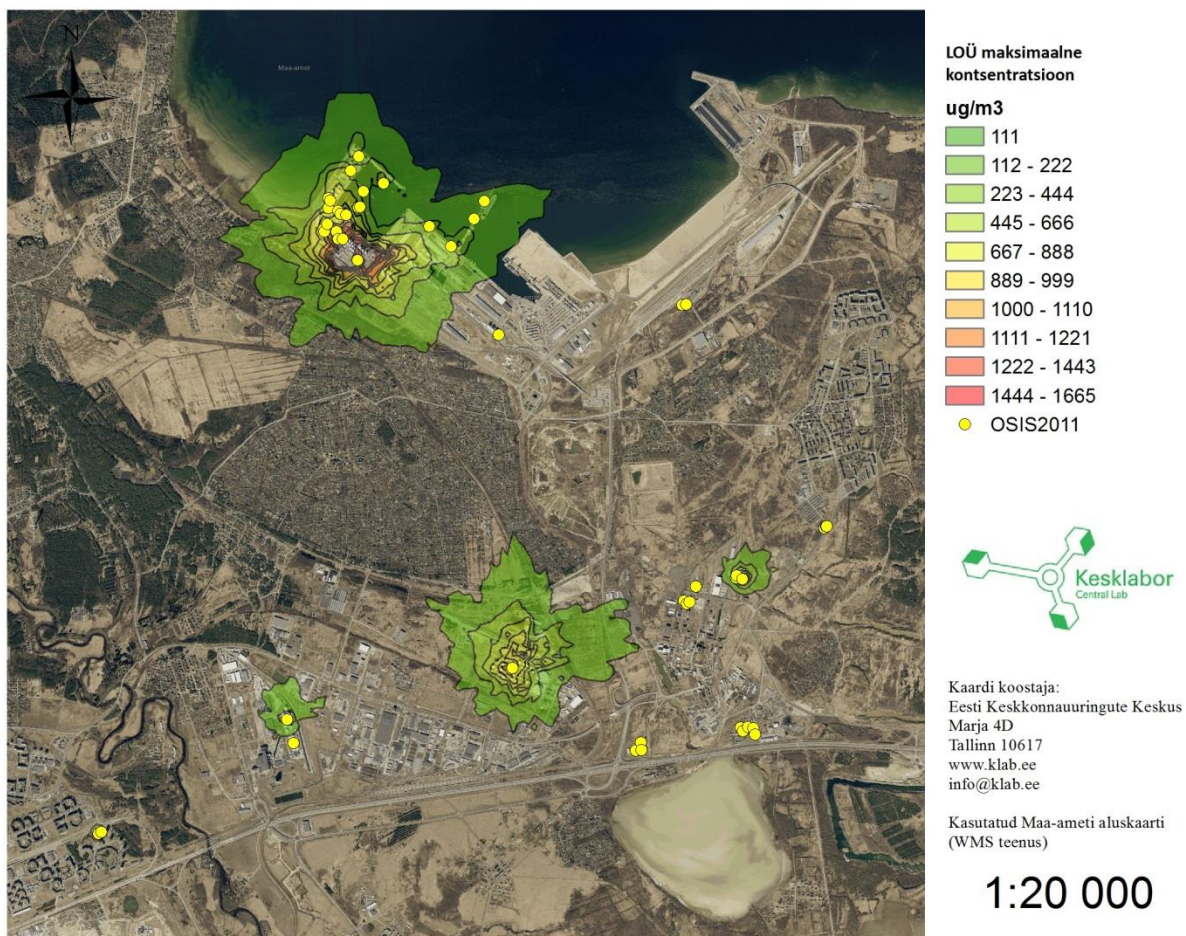 N
Maa-amet
LOÜ maksimaalne
kontsentratsioon
ug/m3
111
112 - 222
223 - 444
445 - 666
667 - 888
889 - 999
1000 - 1110
1111 - 1221
1222 - 1443
1444 - 1665
OSIS2011
Kesklabor
Central Lab
Kaardi koostaja:
Eesti Keskkonnauuringute Keskus
Marja 4D
Tallinn 10617
www.klab.ee
info@klab.ee
Kasutatud Maa-ameti aluskaarti
(WMS teenus)
1:20 000